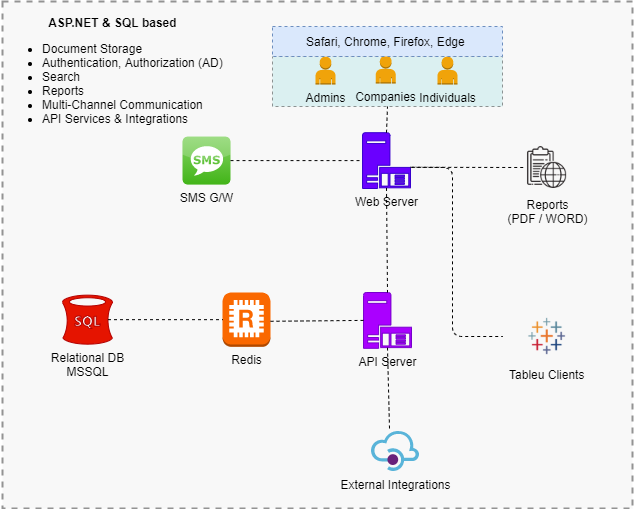 ASP.NET & SQL based
Document Storage
Authentication, Authorization (AD)
Search
Reports
Multi-Channel Communication
API Services & Integrations
Safari, Chrome, Firefox, Edge
Admins
Companies
Individuals
SMS
SMS G/W
Web Server
Reports
(PDF / WORD)
SQL
Relational DB
MSSQL
R
Redis
API Server
Tableu Clients
External Integrations